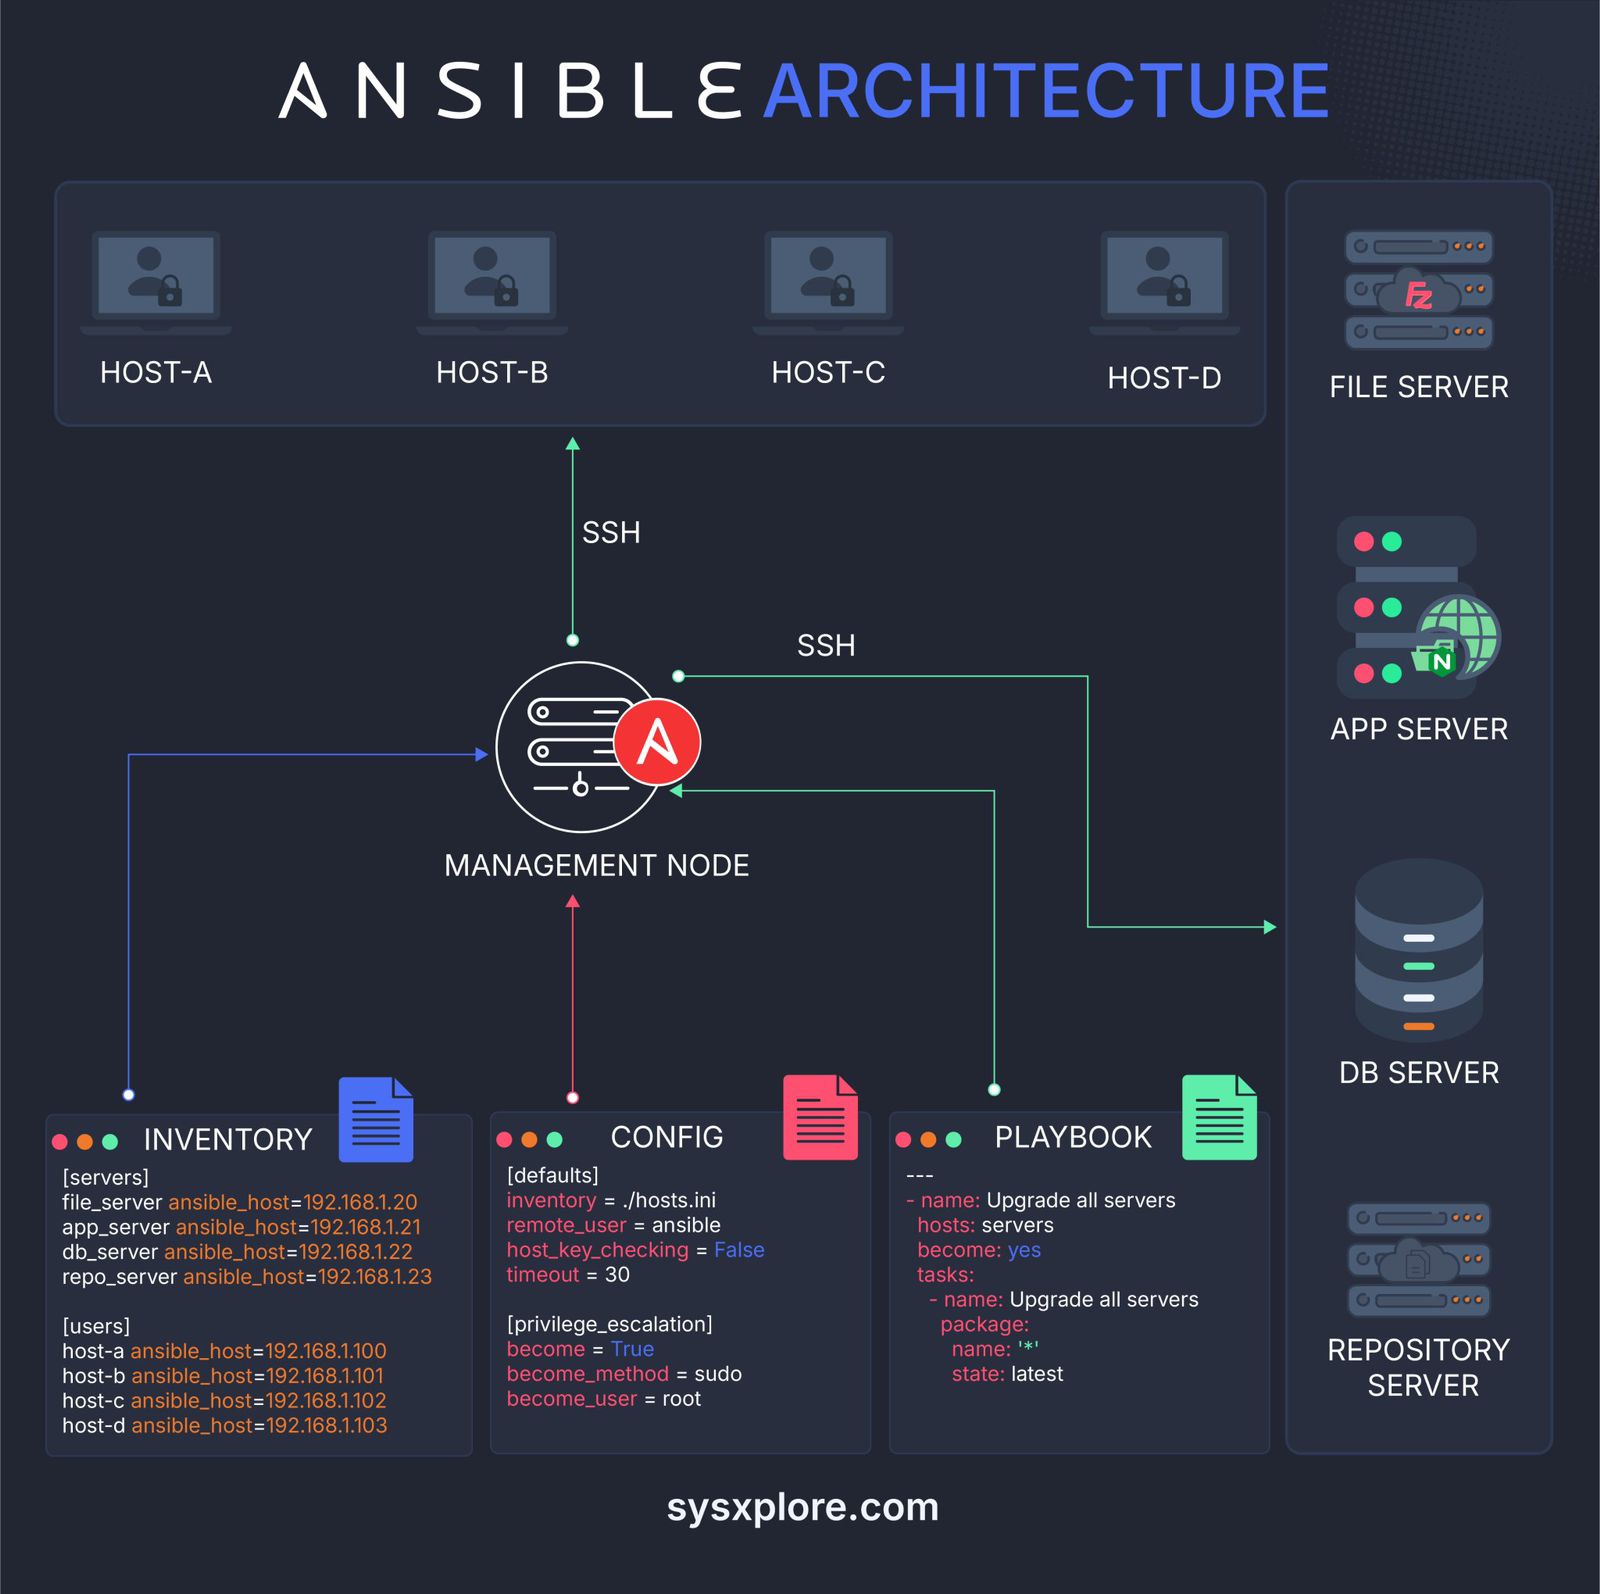 ANSIBLE ARCHITECTURE
HOST-A
HOST-B
HOST-C
HOST-D
FILE SERVER
SSH
SSH
N
APP SERVER
MANAGEMENT NODE
DB SERVER
INVENTORY
[servers]
file_server ansible_host=192.168.1.20
app_server ansible_host=192.168.1.21
db_server ansible_host=192.168.1.22
repo_server ansible_host=192.168.1.23
[users]
host-a ansible_host=192.168.1.100
host-b ansible_host=192.168.1.101
host-c ansible_host=192.168.1.102
host-d ansible_host=192.168.1.103
CONFIG
[defaults]
inventory = ./hosts.ini
remote_user = ansible
host_key_checking = False
timeout = 30
[privilege_escalation]
become = True
become_method = sudo
become_user = root
PLAYBOOK
---
- name: Upgrade all servers
hosts: servers
become: yes
tasks:
- name: Upgrade all servers
package:
name: '*'
state: latest
REPOSITORY
SERVER
sysxplore.com
FZ
A